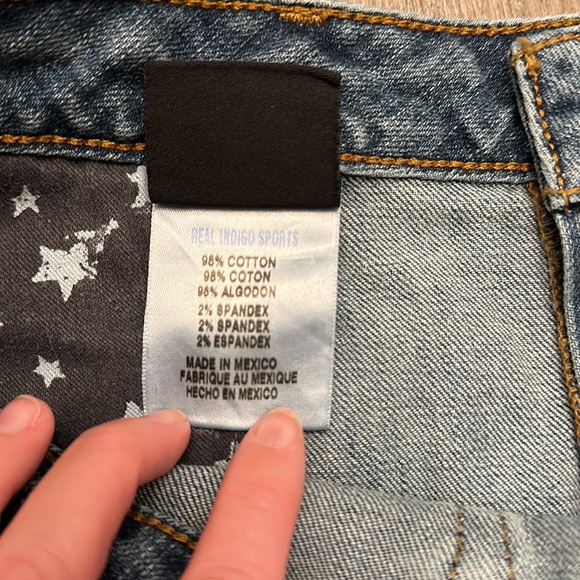 REAL INDIGO SPORTS
98% COTTON
98% COTON
98% ALGODON
2% SPANDEX
2% SPANDEX
2% ESPANDEX
MADE IN MEXICO
FABRIQUE AU MEXIQUE
HECHO EN MEXICO